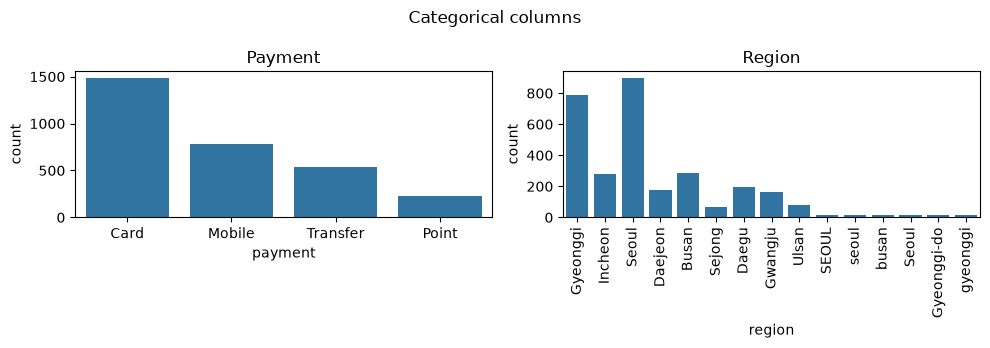 Categorical columns
Payment
1500
1000
500
0
count
Card Mobile Transfer Point
payment
Region
800
600
400
200
0
count
Gyeonggi
Incheon
Seoul
Daejeon
Busan
Sejong
Daegu
Gwangju
Ulsan
SEOUL
seoul
busan
Seoul
Gyeonggi-do
gyeonggi
region